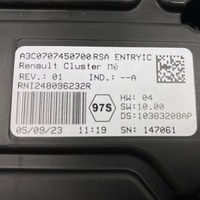 A3C0707450700 RSA ENTRYIC
Renault Cluster M0
REV.: 01 IND.: --A
RNI248096232R
97S
HW: 04
SW: 10.00
DS: 10383208AP
05/09/23 11:19 SN: 147061